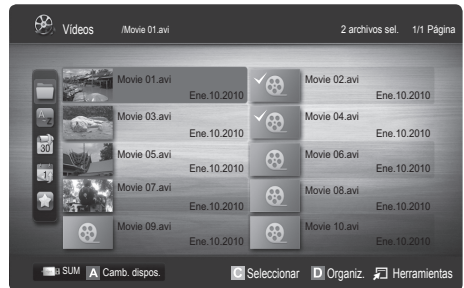 Vídeos /Movie 01.avi 2 archivos sel. 1/1 Página
Movie 01.avi Movie 02.avi
Ene.10.2010 Ene.10.2010
Movie 03.avi Movie 04.avi
Ene.10.2010 Ene.10.2010
30
Movie 05.avi Movie 06.avi
Ene.10.2010 Ene.10.2010
1
Movie 07.avi Movie 08.avi
Ene.10.2010 Ene.10.2010
Movie 09.avi Movie 10.avi
Ene.10.2010 Ene.10.2010
SUM A Camb. dispos. C Seleccionar D Organiz. Herramientas